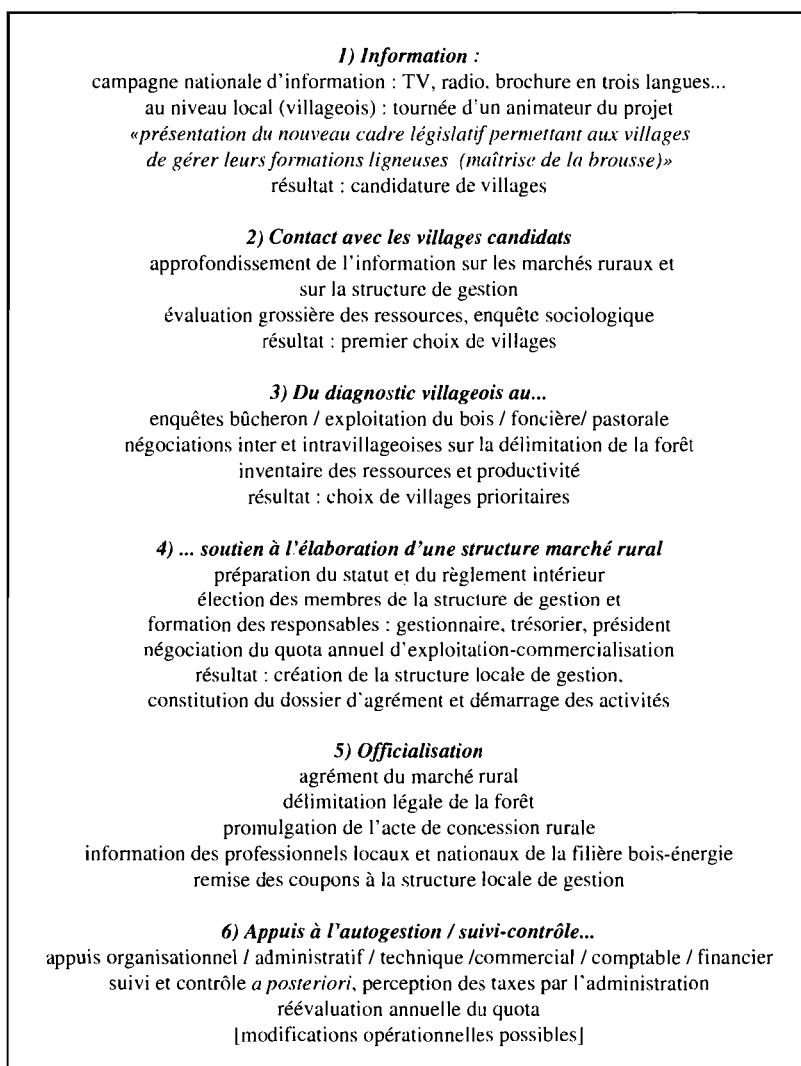 1) Information :
campagne nationale d'information : TV, radio. brochure en trois langues...
au niveau local (villageois) : tournée d'un animateur du projet
«présentation du nouveau cadre législatif permettant aux villages
de gérer leurs formations ligneuses (maîtrise de la brousse)»
résultat : candidature de villages
2) Contact avec les villages candidats
approfondissement de l'information sur les marchés ruraux et
sur la structure de gestion
évaluation grossière des ressources, enquête sociologique
résultat : premier choix de villages
3) Du diagnostic villageois au...
enquêtes bûcheron / exploitation du bois / foncière/ pastorale
négociations inter et intravillageoises sur la délimitation de la forêt
inventaire des ressources et productivité
résultat : choix de villages prioritaires
4) ... soutien à l'élaboration d'une structure marché rural
préparation du statut et du règlement intérieur
élection des membres de la structure de gestion et
formation des responsables : gestionnaire, trésorier, président
négociation du quota annuel d'exploitation-commercialisation
résultat : création de la structure locale de gestion.
constitution du dossier d'agrément et démarrage des activités
5) Officialisation
agrément du marché rural
délimitation légale de la forêt
promulgation de l'acte de concession rurale
information des professionnels locaux et nationaux de la filière bois-énergie
remise des coupons à la structure locale de gestion
6) Appuis à l'autogestion / suivi-contrôle...
appuis organisationnel / administratif / technique /commercial / comptable / financier
suivi et contrôle a posteriori, perception des taxes par l'administration
réévaluation annuelle du quota
[modifications opérationnelles possibles]